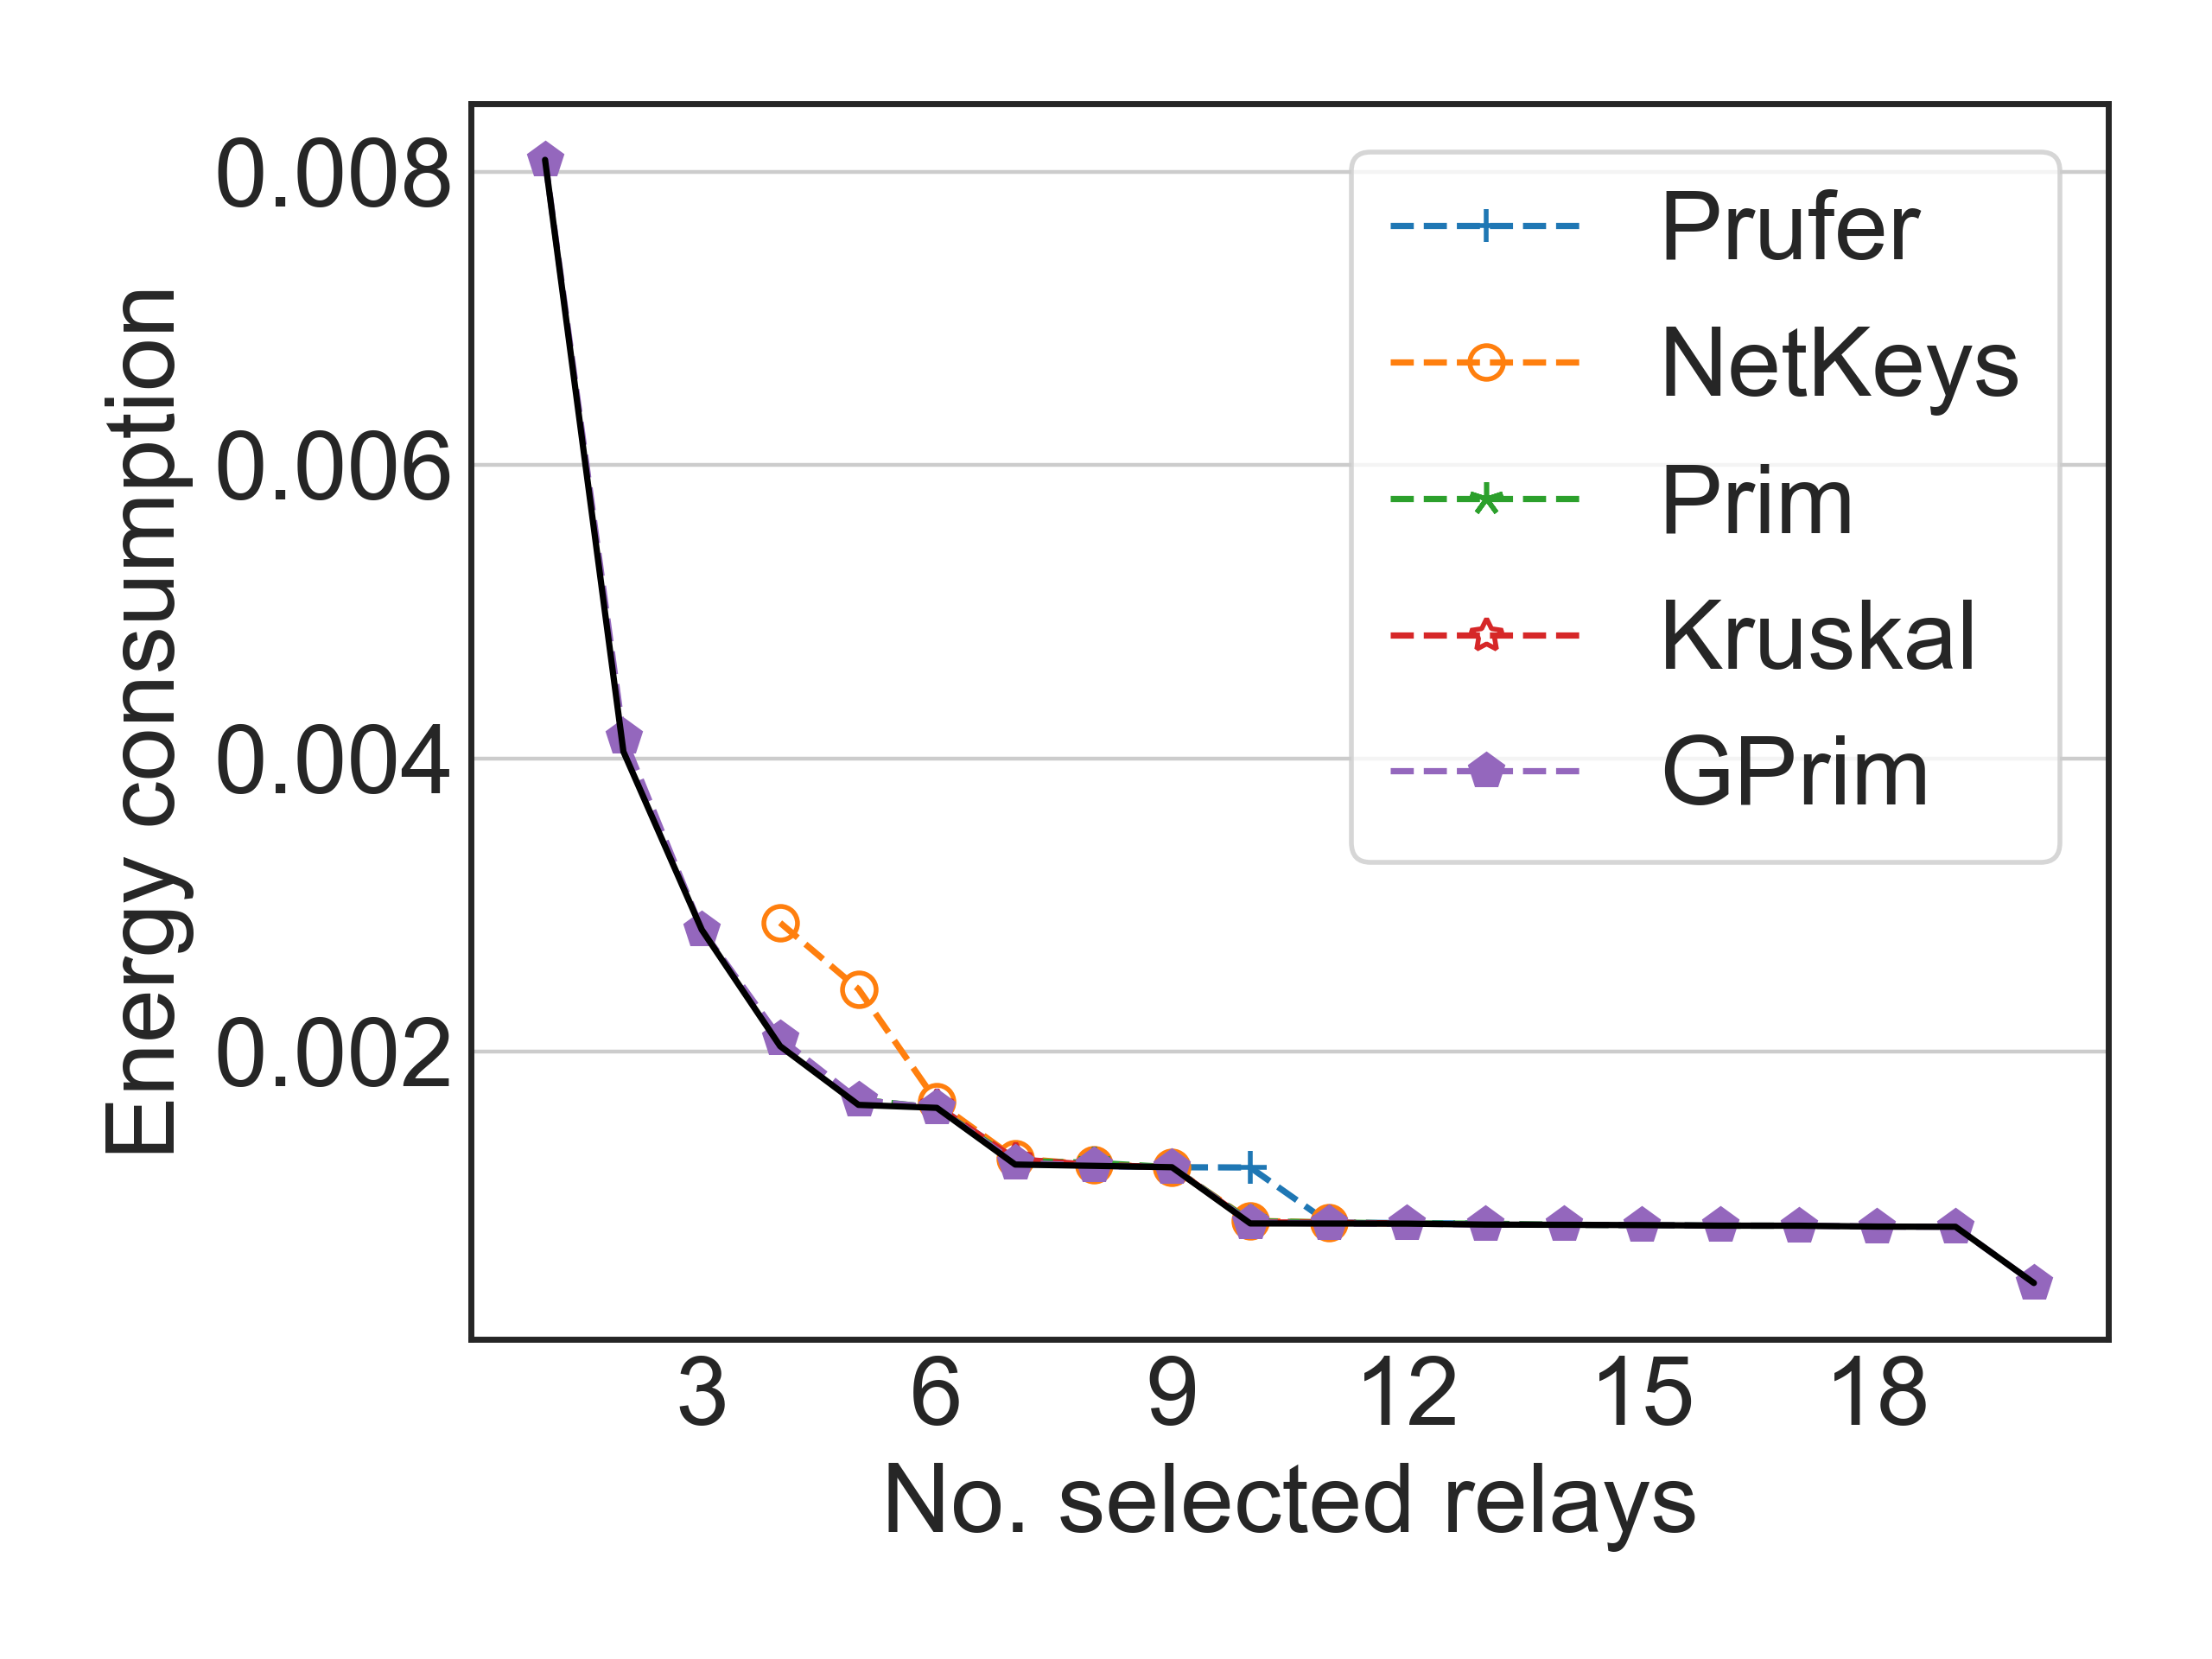 Energy consumption
0.008
0.006
0.004
0.002
Prufer
NetKeys
Prim
Kruskal
GPrim
3 6 9 12 15 18
No. selected relays